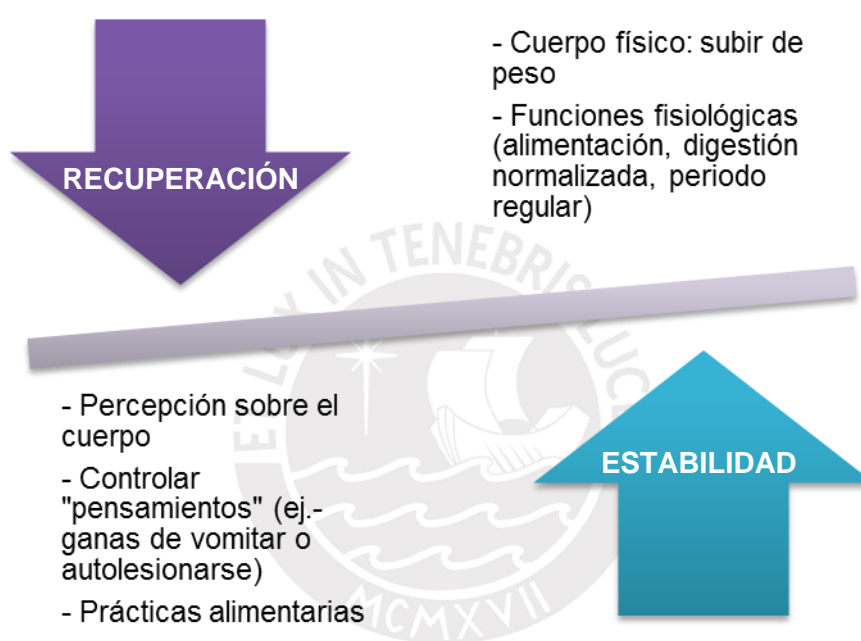 RECUPERACIÓN
- Cuerpo físico: subir de
peso
- Funciones fisiológicas
(alimentación, digestión
normalizada, periodo
regular)
ET LUX IN TENEBRIS LUCET
MCMXVII
- Percepción sobre el
cuerpo
- Controlar
"pensamientos" (ej.-
ganas de vomitar o
autolesionarse)
- Prácticas alimentarias
ESTABILIDAD